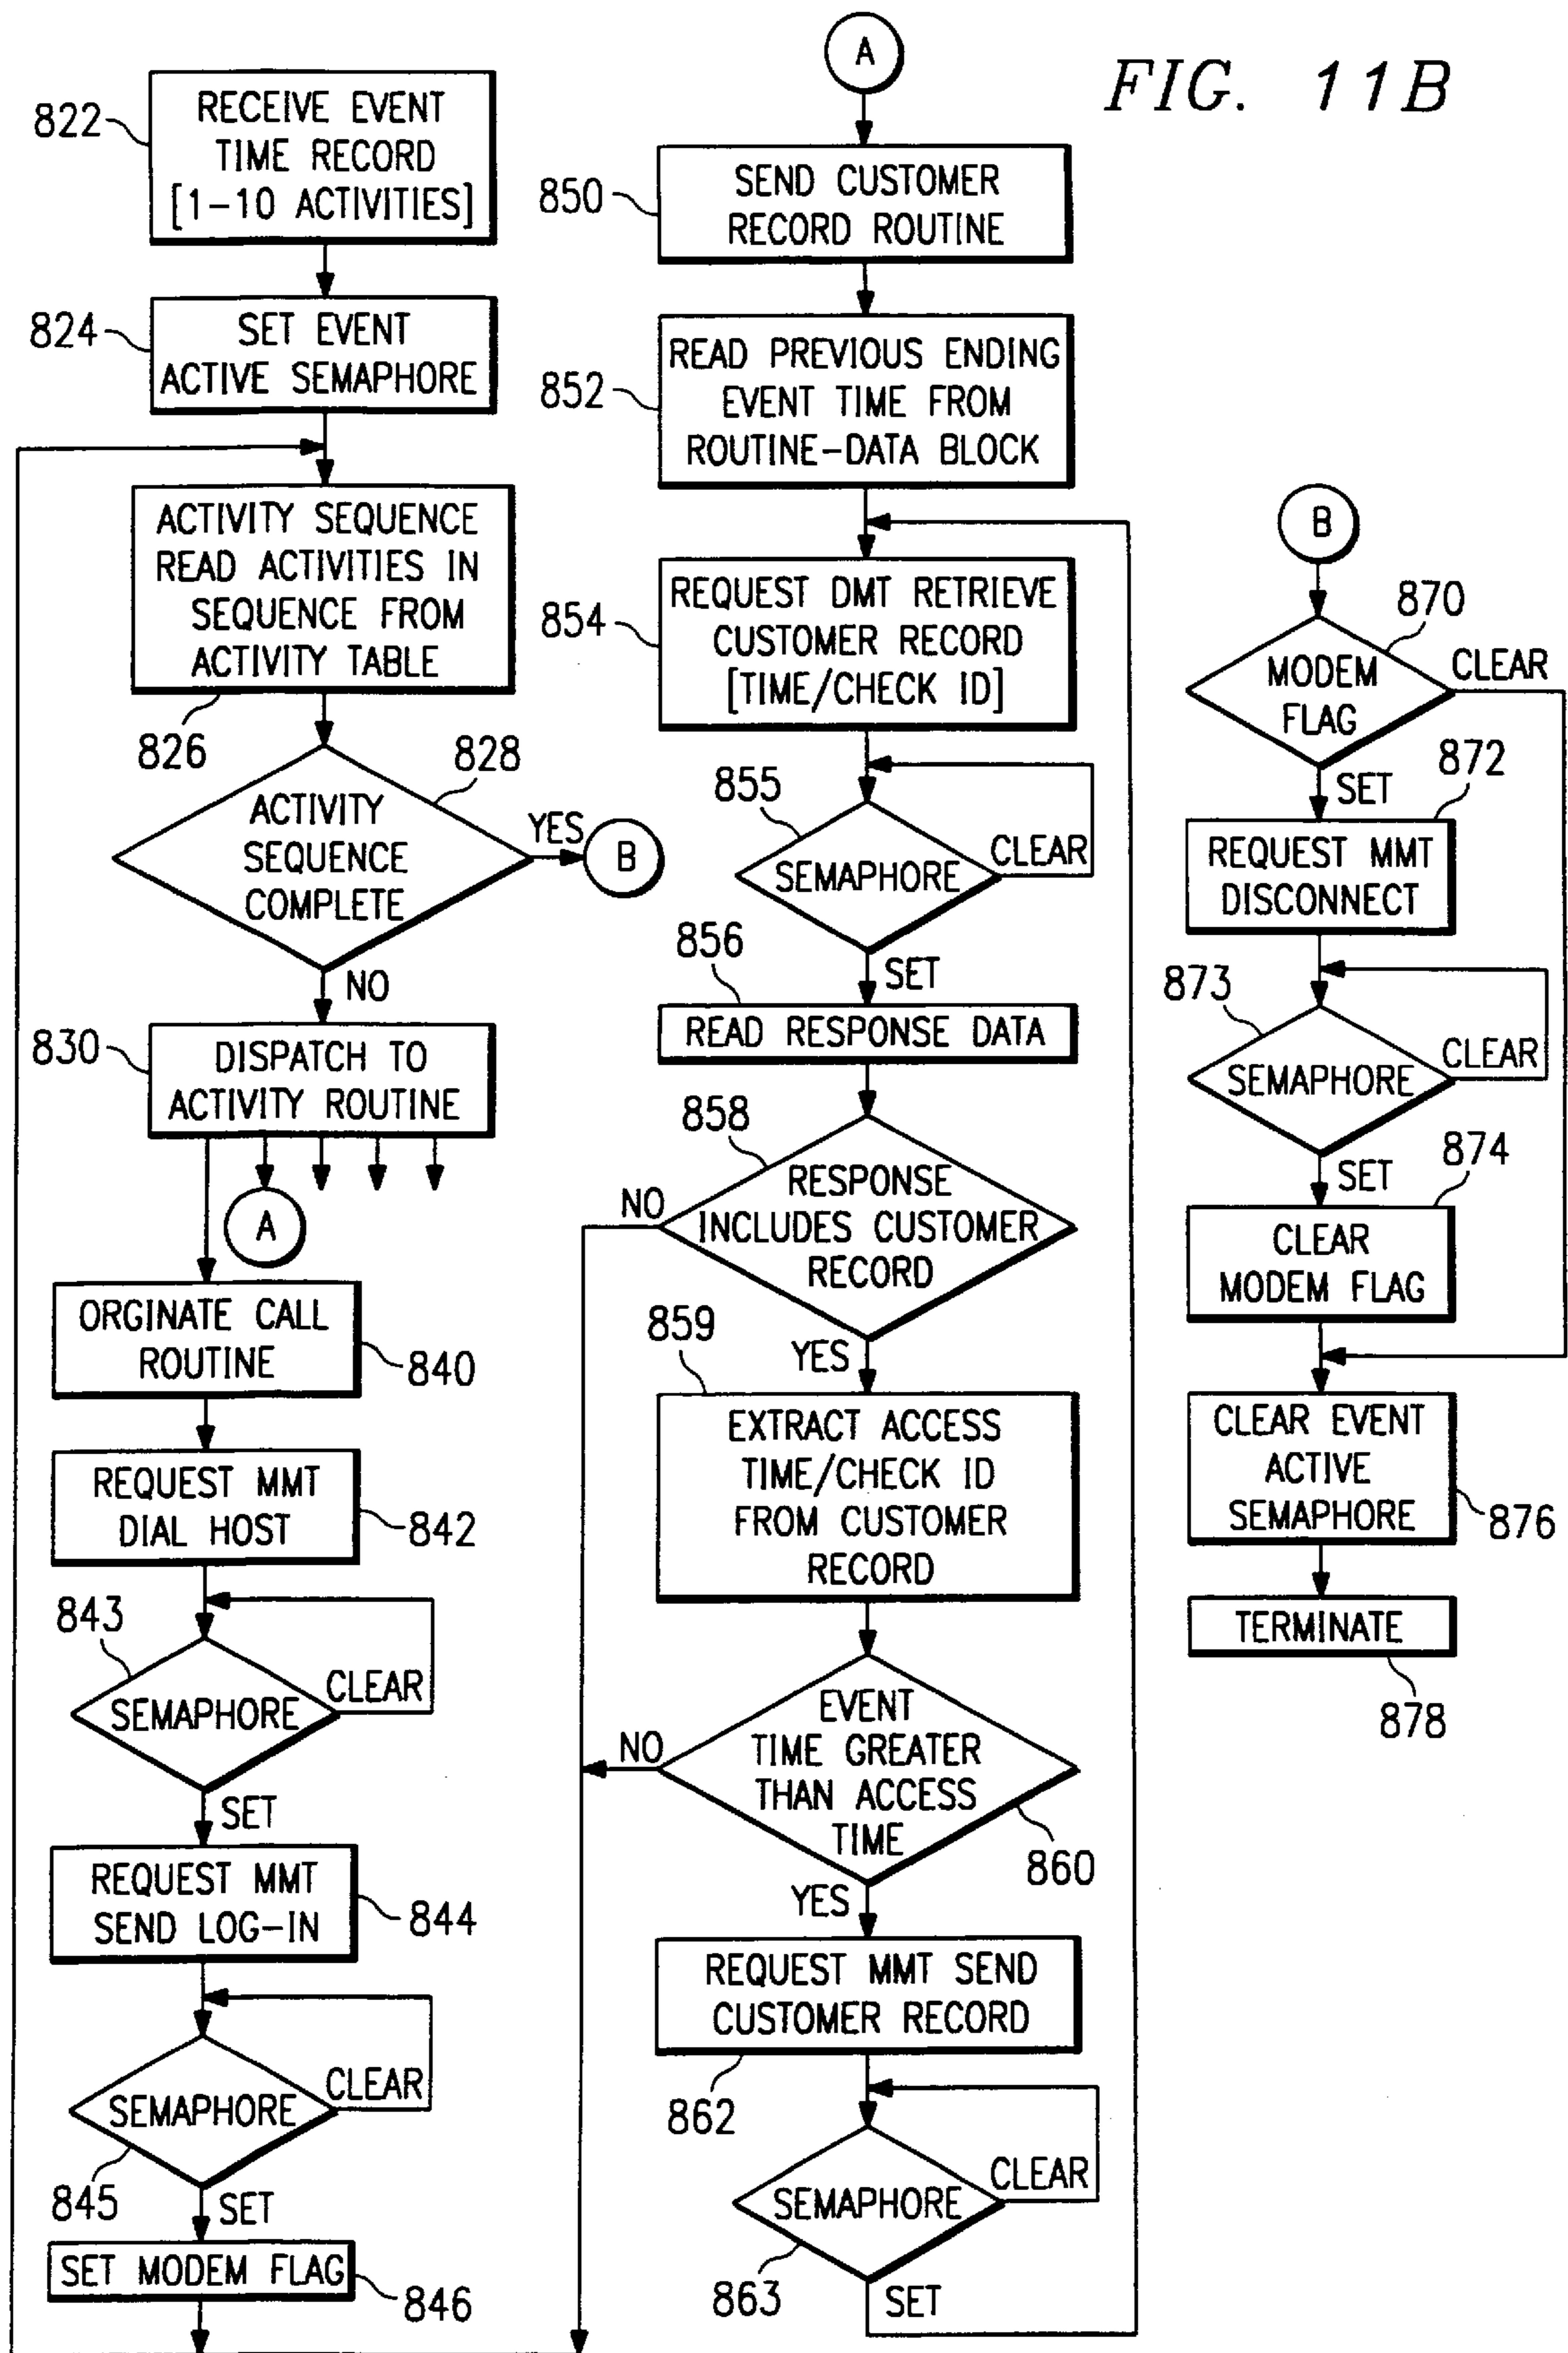 FIG. 11B
822
RECEIVE EVENT
TIME RECORD
[1-10 ACTIVITIES]
824
SET EVENT
ACTIVE SEMAPHORE
ACTIVITY SEQUENCE
READ ACTIVITIES IN
SEQUENCE FROM
ACTIVITY TABLE
826
828
ACTIVITY
SEQUENCE
COMPLETE
YES
B
NO
830
DISPATCH TO
ACTIVITY ROUTINE
A
ORGINATE CALL
ROUTINE
840
REQUEST MMT
DIAL HOST
842
843
SEMAPHORE
CLEAR
SET
REQUEST MMT
SEND LOG-IN
844
SEMAPHORE
CLEAR
845
SET
SET MODEM FLAG
846
A
850
SEND CUSTOMER
RECORD ROUTINE
852
READ PREVIOUS ENDING
EVENT TIME FROM
ROUTINE-DATA BLOCK
854
REQUEST DMT RETRIEVE
CUSTOMER RECORD
[TIME/CHECK ID]
855
SEMAPHORE
CLEAR
856
SET
READ RESPONSE DATA
858
RESPONSE
INCLUDES CUSTOMER
RECORD
NO
859
YES
EXTRACT ACCESS
TIME/CHECK ID
FROM CUSTOMER
RECORD
EVENT
TIME GREATER
THAN ACCESS
TIME
NO
860
YES
REQUEST MMT SEND
CUSTOMER RECORD
862
SEMAPHORE
CLEAR
863
SET
B
870
MODEM
FLAG
CLEAR
872
SET
REQUEST MMT
DISCONNECT
873
SEMAPHORE
CLEAR
874
SET
CLEAR
MODEM FLAG
CLEAR EVENT
ACTIVE
SEMAPHORE
876
TERMINATE
878